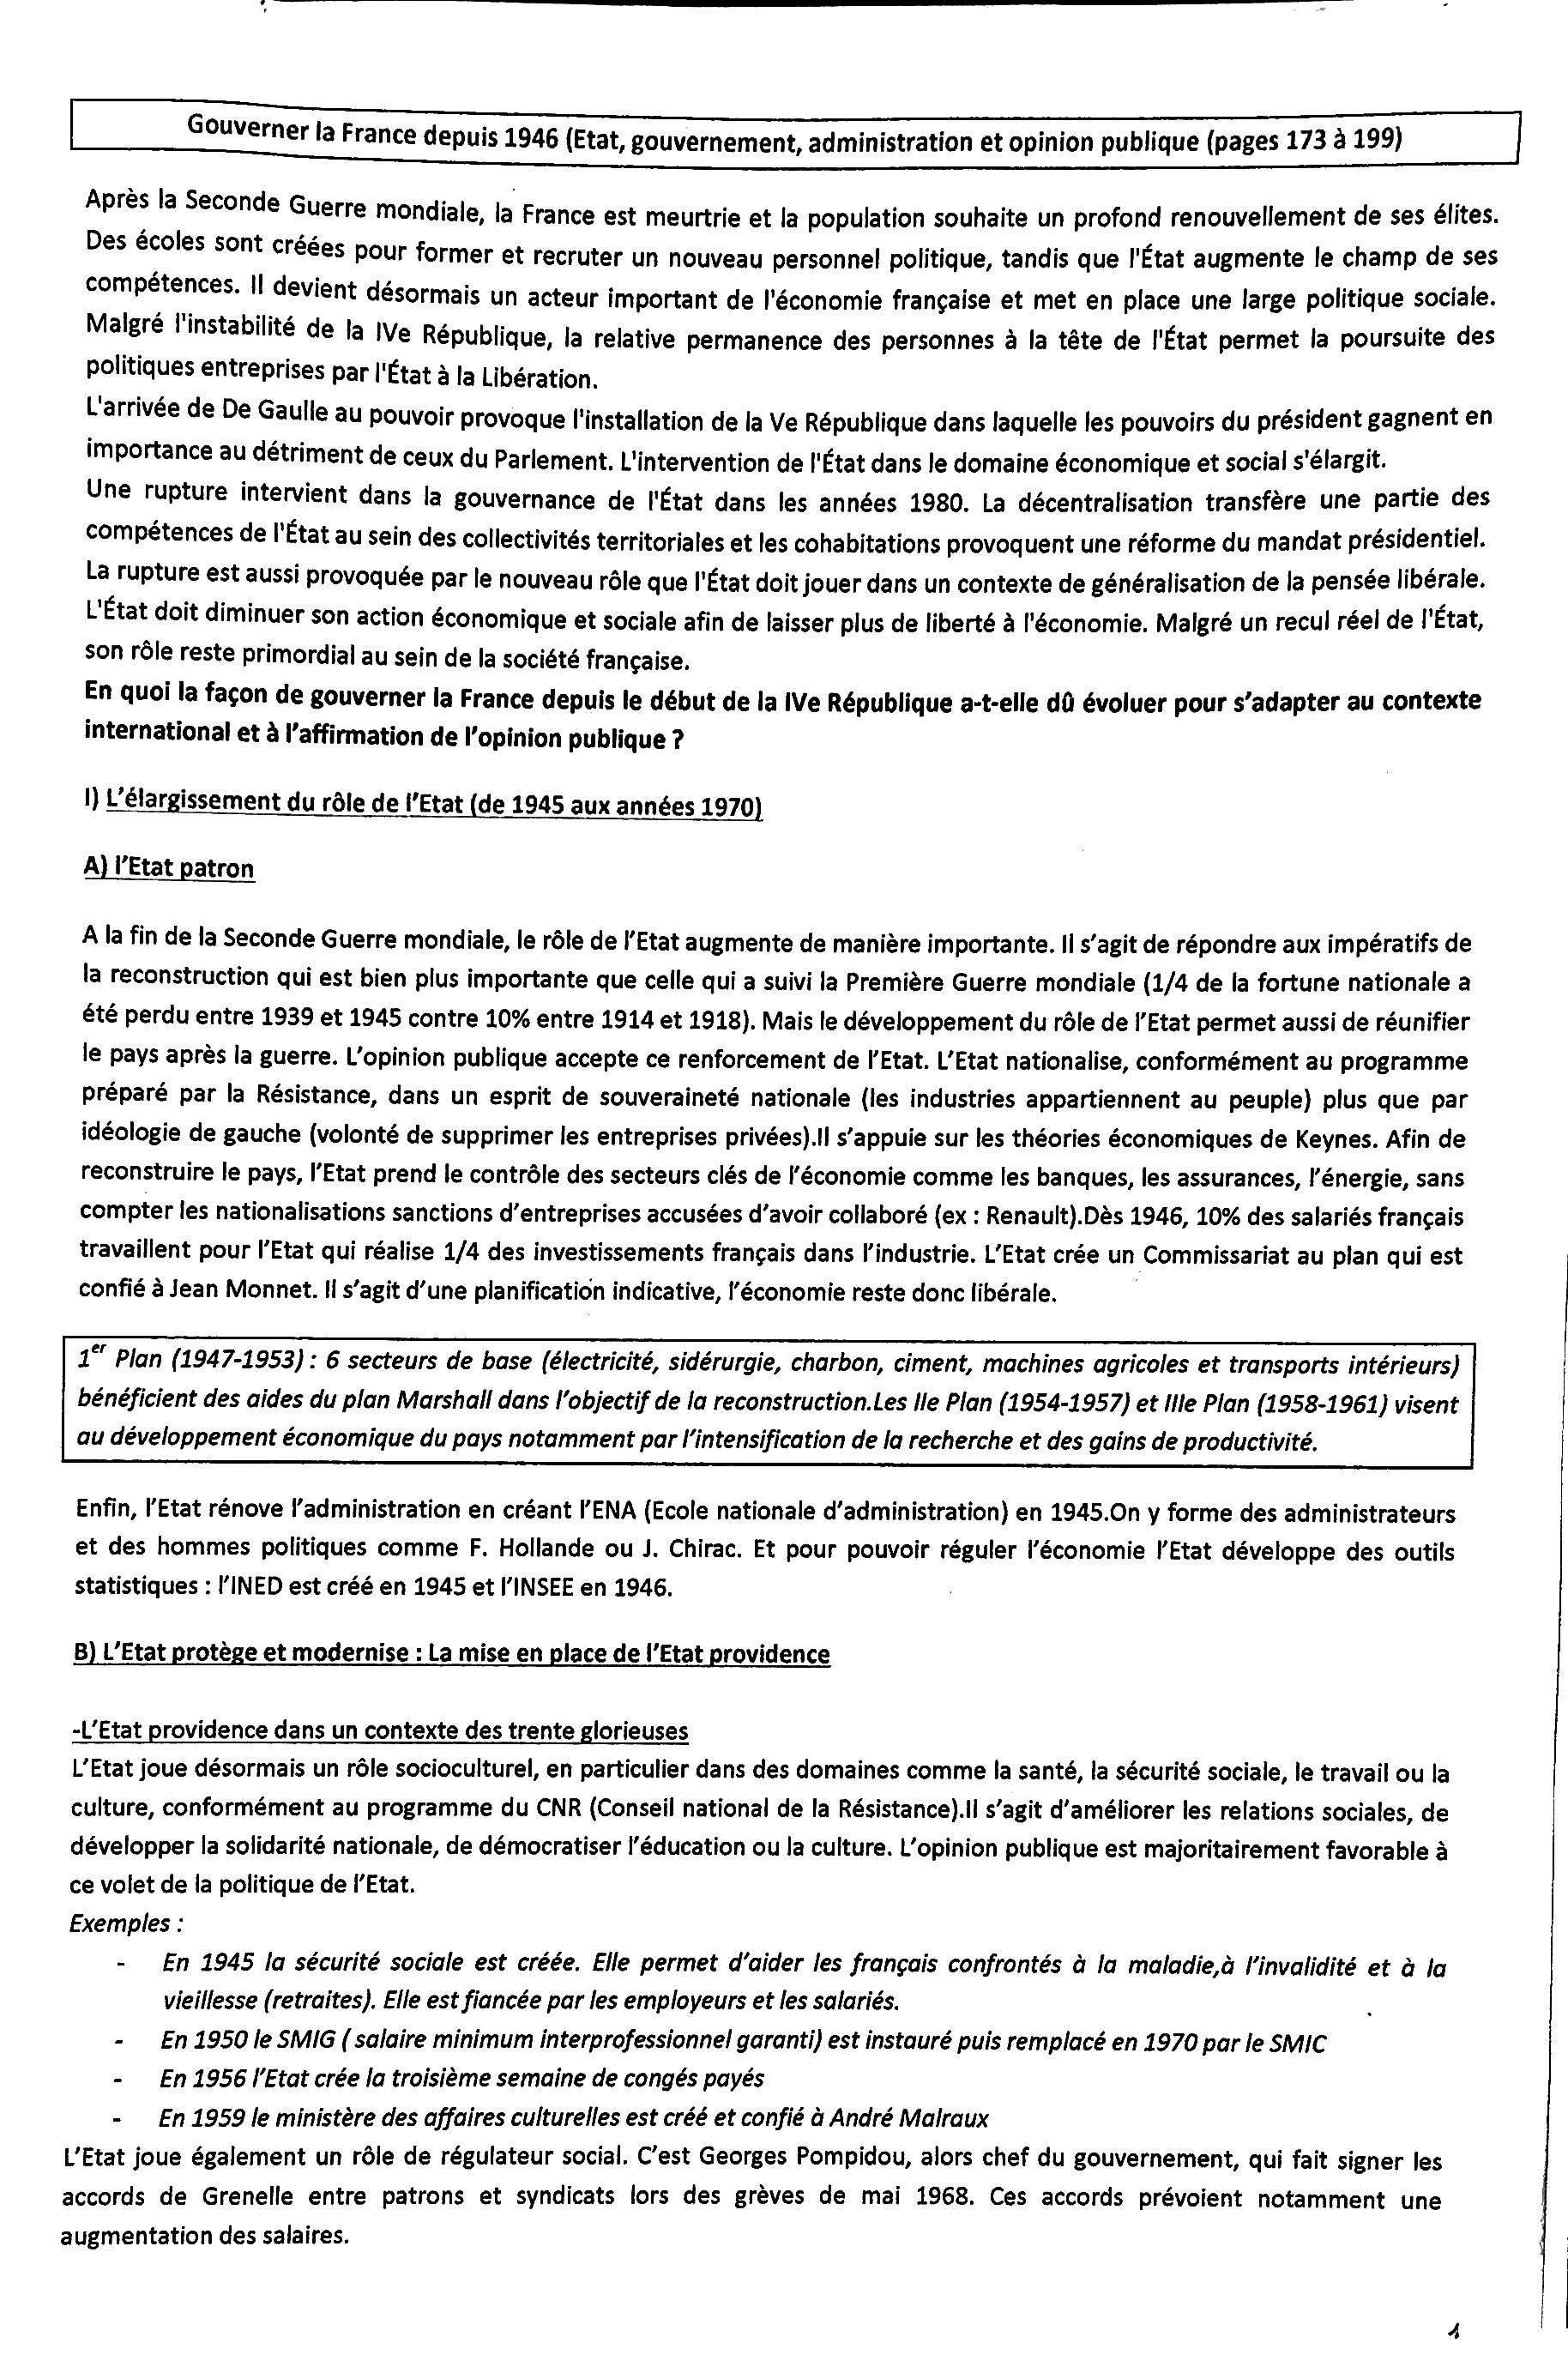 Gouverner la France depuis 1946 (Etat, gouvernement, administration et opinion publique (pages 173 à 199)
Après la Seconde Guerre mondiale, la France est meurtrie et la population souhaite un profond renouvellement de ses élites.
Des écoles sont créées pour former et recruter un nouveau personnel politique, tandis que l'État augmente le champ de ses
compétences. Il devient désormais un acteur important de l'économie française et met en place une large politique sociale.
Malgré l'instabilité de la IVe République, la relative permanence des personnes à la tête de l'État permet la poursuite des
politiques entreprises par l'État à la Libération.
L'arrivée de De Gaulle au pouvoir provoque l'installation de la Ve République dans laquelle les pouvoirs du président gagnent en
importance au détriment de ceux du Parlement. L'intervention de l'État dans le domaine économique et social s'élargit.
Une rupture intervient dans la gouvernance de l'État dans les années 1980. La décentralisation transfère une partie des
compétences de l'État au sein des collectivités territoriales et les cohabitations provoquent une réforme du mandat présidentiel.
La rupture est aussi provoquée par le nouveau rôle que l'État doit jouer dans un contexte de généralisation de la pensée libérale.
L'État doit diminuer son action économique et sociale afin de laisser plus de liberté à l'économie. Malgré un recul réel de l'État,
son rôle reste primordial au sein de la société française.
En quoi la façon de gouverner la France depuis le début de la IVe République a-t-elle dû évoluer pour s'adapter au contexte
international et à l'affirmation de l'opinion publique ?
I) L'élargissement du rôle de l'Etat (de 1945 aux années 1970)
A) l'Etat patron
A la fin de la Seconde Guerre mondiale, le rôle de l'Etat augmente de manière importante. Il s'agit de répondre aux impératifs de
la reconstruction qui est bien plus importante que celle qui a suivi la Première Guerre mondiale (1/4 de la fortune nationale a
été perdu entre 1939 et 1945 contre 10% entre 1914 et 1918). Mais le développement du rôle de l'Etat permet aussi de réunifier
le pays après la guerre. L'opinion publique accepte ce renforcement de l'Etat. L'Etat nationalise, conformément au programme
préparé par la Résistance, dans un esprit de souveraineté nationale (les industries appartiennent au peuple) plus que par
idéologie de gauche (volonté de supprimer les entreprises privées).Il s'appuie sur les théories économiques de Keynes. Afin de
reconstruire le pays, l'Etat prend le contrôle des secteurs clés de l'économie comme les banques, les assurances, l'énergie, sans
compter les nationalisations sanctions d'entreprises accusées d'avoir collaboré (ex : Renault).Dès 1946, 10% des salariés français
travaillent pour l'Etat qui réalise 1/4 des investissements français dans l'industrie. L'Etat crée un Commissariat au plan qui est
confié à Jean Monnet. Il s'agit d'une planification indicative, l'économie reste donc libérale.
1er Plan (1947-1953) : 6 secteurs de base (électricité, sidérurgie, charbon, ciment, machines agricoles et transports intérieurs)
bénéficient des aides du plan Marshall dans l'objectif de la reconstruction.Les IIe Plan (1954-1957) et IIIe Plan (1958-1961) visent
au développement économique du pays notamment par l'intensification de la recherche et des gains de productivité.
Enfin, l'Etat rénove l'administration en créant l'ENA (Ecole nationale d'administration) en 1945.On y forme des administrateurs
et des hommes politiques comme F. Hollande ou J. Chirac. Et pour pouvoir réguler l'économie l'Etat développe des outils
statistiques : l'INED est créé en 1945 et l'INSEE en 1946.
B) L'Etat protège et modernise : La mise en place de l'Etat providence
-L'Etat providence dans un contexte des trente glorieuses
L'Etat joue désormais un rôle socioculturel, en particulier dans des domaines comme la santé, la sécurité sociale, le travail ou la
culture, conformément au programme du CNR (Conseil national de la Résistance).Il s'agit d'améliorer les relations sociales, de
développer la solidarité nationale, de démocratiser l'éducation ou la culture. L'opinion publique est majoritairement favorable à
ce volet de la politique de l'Etat.
Exemples :
- En 1945 la sécurité sociale est créée. Elle permet d'aider les français confrontés à la maladie,à l'invalidité et à la
vieillesse (retraites). Elle est fiancée par les employeurs et les salariés.
- En 1950 le SMIG ( salaire minimum interprofessionnel garanti) est instauré puis remplacé en 1970 par le SMIC
- En 1956 l'Etat crée la troisième semaine de congés payés
- En 1959 le ministère des affaires culturelles est créé et confié à André Malraux
L'Etat joue également un rôle de régulateur social. C'est Georges Pompidou, alors chef du gouvernement, qui fait signer les
accords de Grenelle entre patrons et syndicats lors des grèves de mai 1968. Ces accords prévoient notamment une
augmentation des salaires.
1